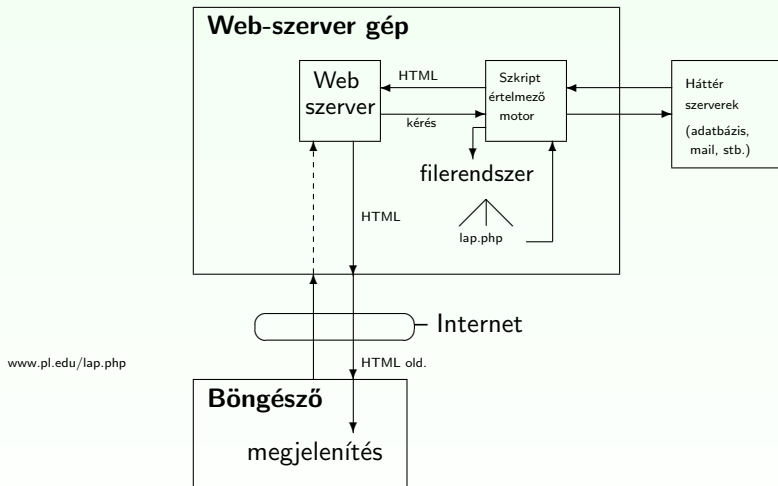 Web-szerver gép
Web
szerver
HTML
kérés
Szkript
értelmező
motor
Háttér
szerverek
(adatbázis,
mail, stb.)
filerendszer
lap.php
HTML
Internet
www.pl.edu/lap.php
HTML old.
Böngésző
megjelenítés